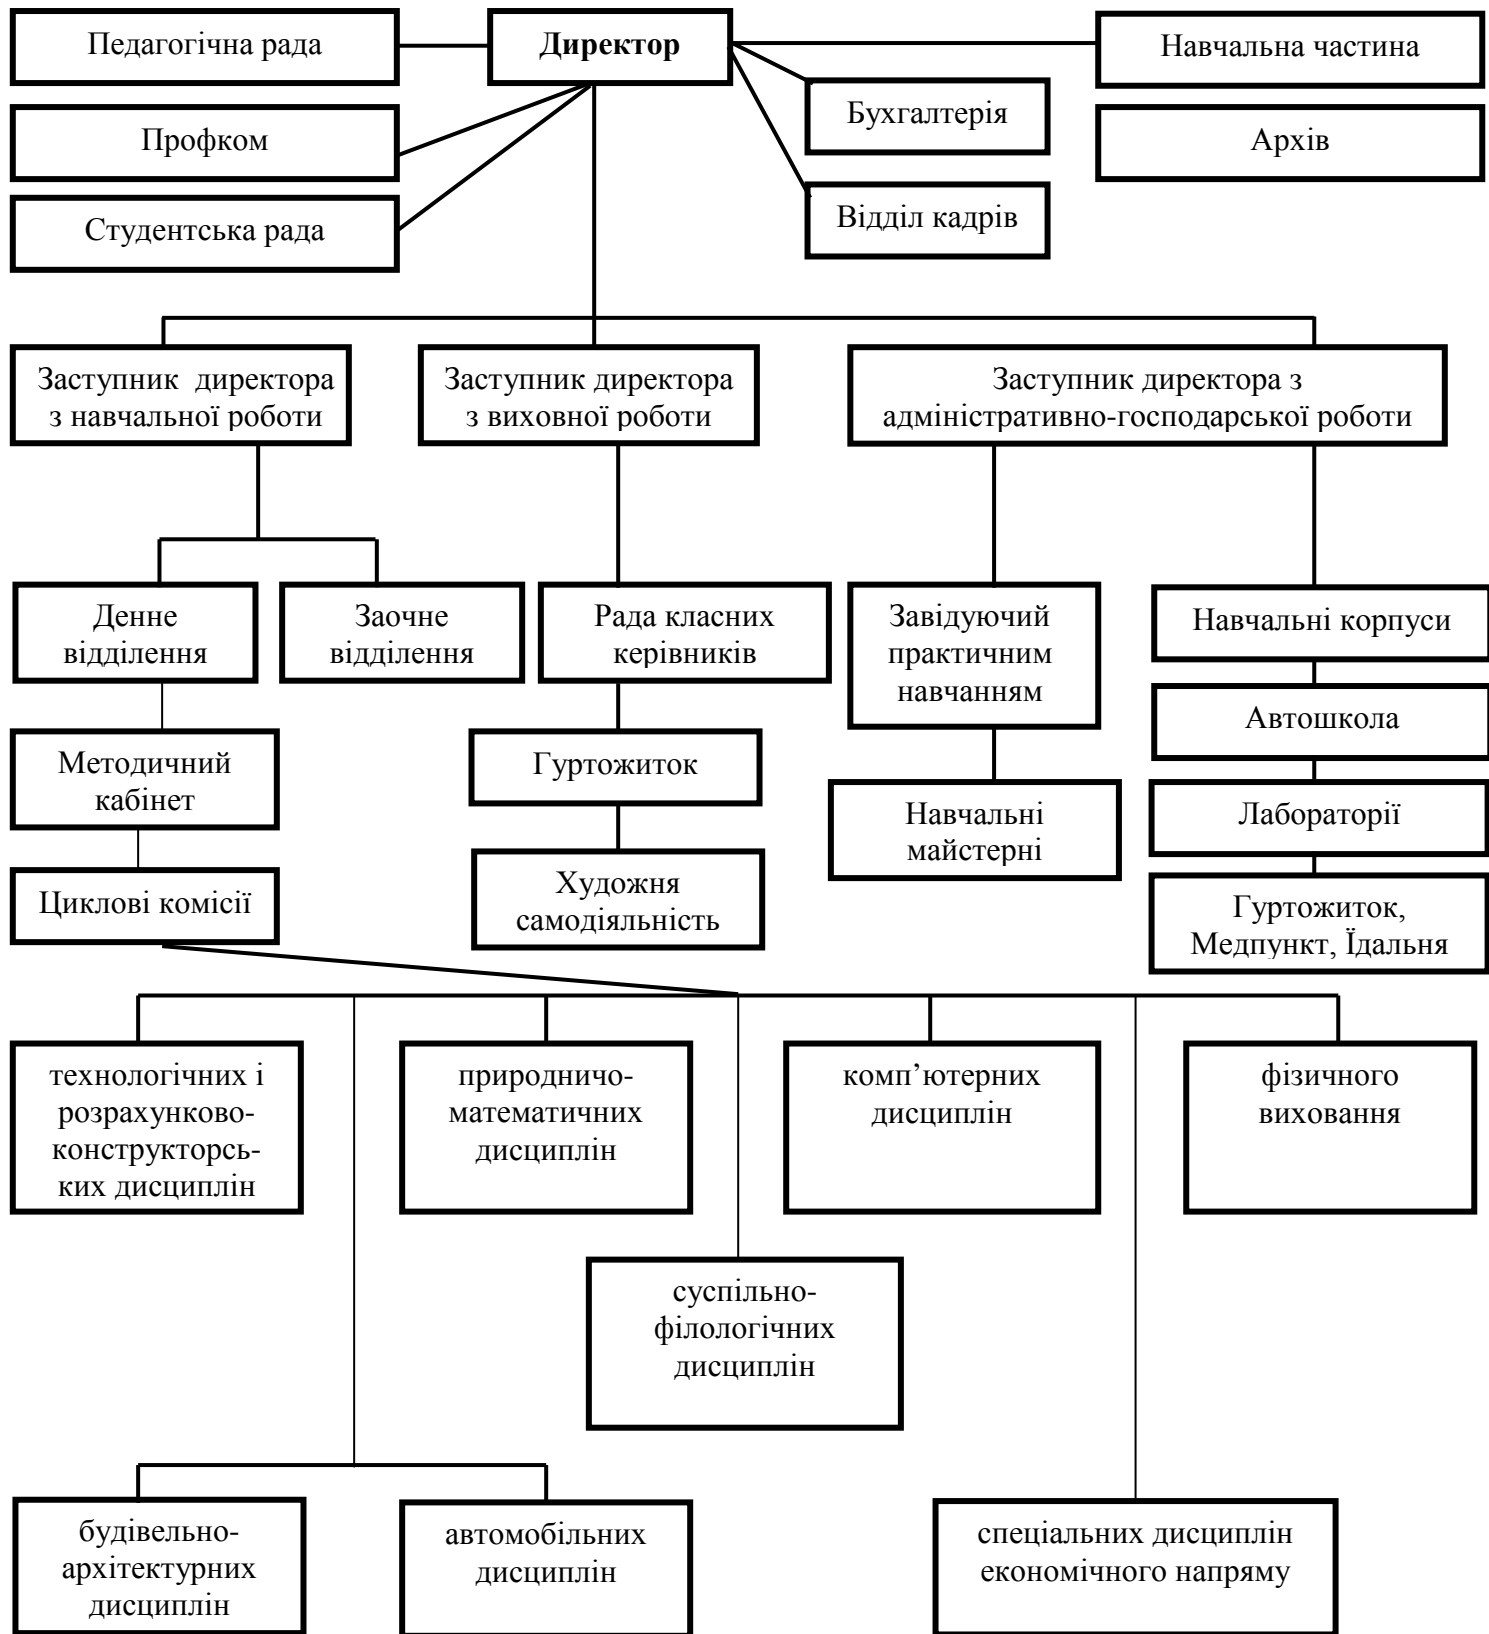 Педагогічна рада
Директор
Навчальна частина
Бухгалтерія
Профком
Архів
Студентська рада
Відділ кадрів
Заступник директора
з навчальної роботи
Заступник директора
з виховної роботи
Заступник директора з
адміністративно-господарської роботи
Денне
відділення
Заочне
відділення
Рада класних
керівників
Завідуючий
практичним
навчанням
Навчальні корпуси
Автошкола
Методичний
кабінет
Гуртожиток
Навчальні
майстерні
Лабораторії
Циклові комісії
Художня
самодіяльність
Гуртожиток,
Медпункт, Їдальня
технологічних і
розрахунково-
конструкторсь-
ких дисциплін
природничо-
математичних
дисциплін
комп’ютерних
дисциплін
фізичного
виховання
суспільно-
філологічних
дисциплін
будівельно-
архітектурних
дисциплін
автомобільних
дисциплін
спеціальних дисциплін
економічного напряму